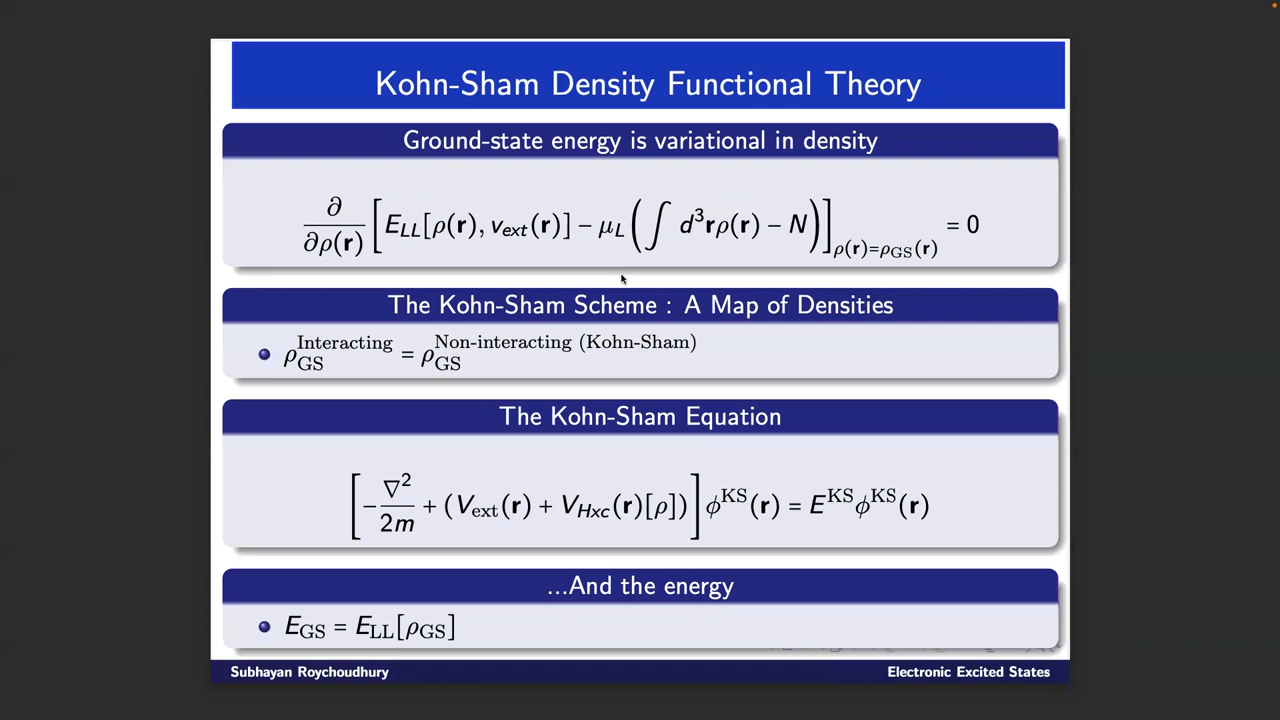 Kohn-Sham Density Functional Theory
Ground-state energy is variational in density
∂/∂ρ(𝐫) [E_LL[ρ(𝐫), v_ext(𝐫)] − μ_L (∫ d³𝐫ρ(𝐫) − N)]_ρ(𝐫)=ρ_GS(𝐫) = 0
The Kohn-Sham Scheme : A Map of Densities
ρ_GS^Interacting = ρ_GS^Non-interacting (Kohn-Sham)
The Kohn-Sham Equation
[−∇²/2m + (V_ext(𝐫) + V_Hxc(𝐫)[ρ])] ϕ^KS(𝐫) = E^KS ϕ^KS(𝐫)
...And the energy
E_GS = E_LL[ρ_GS]
Subhayan Roychoudhury
Electronic Excited States